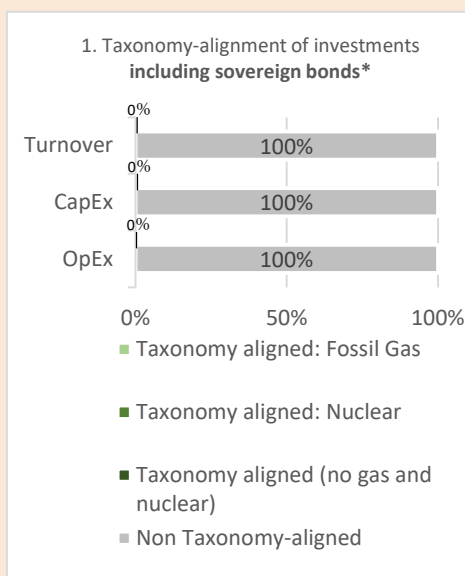 1. Taxonomy-alignment of investments
including sovereign bonds*
0%
Turnover 100%
0%
CapEx 100%
0%
OpEx 100%
0% 50% 100%
Taxonomy aligned: Fossil Gas
Taxonomy aligned: Nuclear
Taxonomy aligned (no gas and
nuclear)
Non Taxonomy-aligned